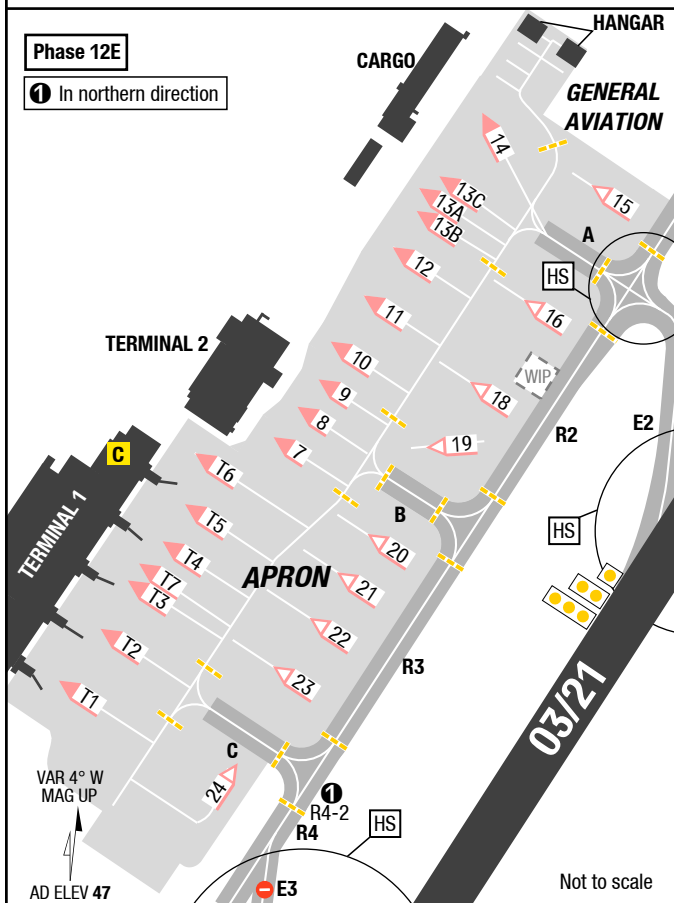 HANGAR
Phase 12E
CARGO
1 In northern direction
GENERAL
AVIATION
14
13C
15
13A
13B
A
12
HS
16
11
TERMINAL 2
10
WIP
9
18
8
E2
R2
19
7
C
T6
B
HS
T5
20
TERMINAL 1
T4
APRON
21
T7
T3
22
T2
R3
23
T1
03/21
C
VAR 4° W
MAG UP
24
1
R4-2
HS
R4
Not to scale
AD ELEV 47
E3